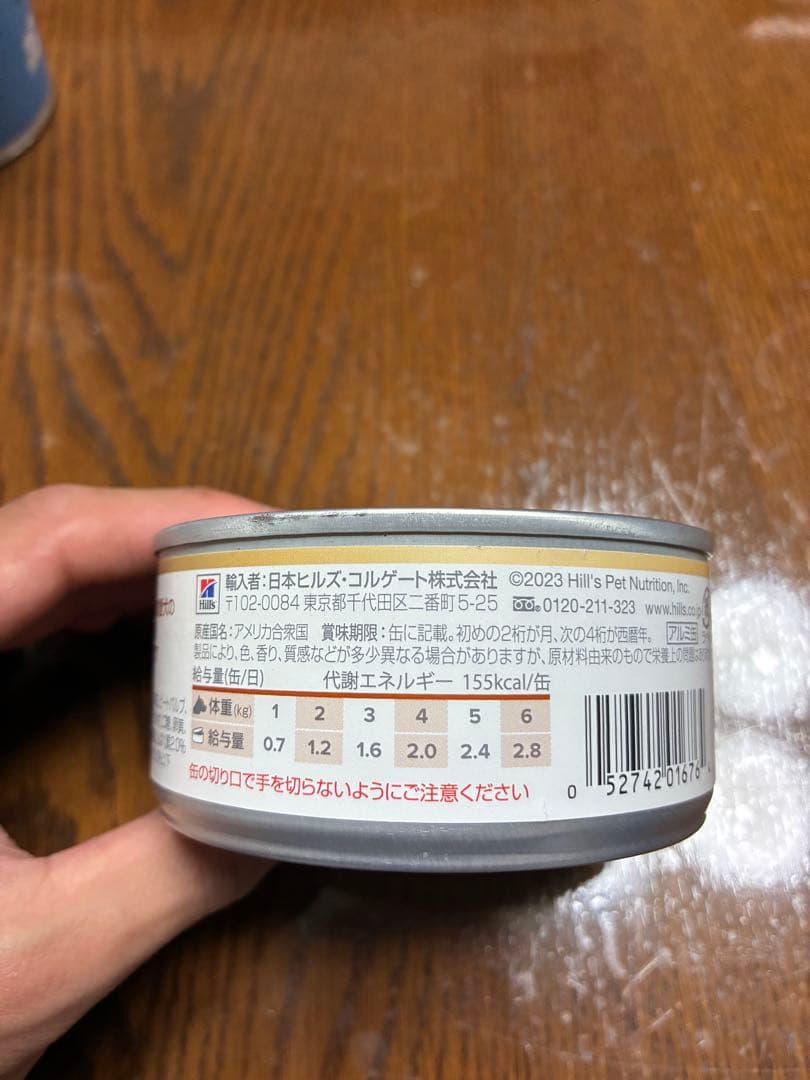 Hill's
輸入者:日本ヒルズ・コルゲート株式会社 ©2023 Hill's Pet Nutrition, Inc.
〒102-0084 東京都千代田区二番町5-25 0120-211-323 www.hills.co.jp
原産国名:アメリカ合衆国 賞味期限:缶に記載。初めの2桁が月、次の4桁が西暦年。 アルミ缶
製品により、色、香り、質感などが多少異なる場合がありますが、原材料由来のもので栄養上の問題は
給与量(缶/日) 代謝エネルギー 155kcal/缶
体重(kg) 1 2 3 4 5 6
給与量 0.7 1.2 1.6 2.0 2.4 2.8
缶の切り口で手を切らないようにご注意ください
0 52742 01676